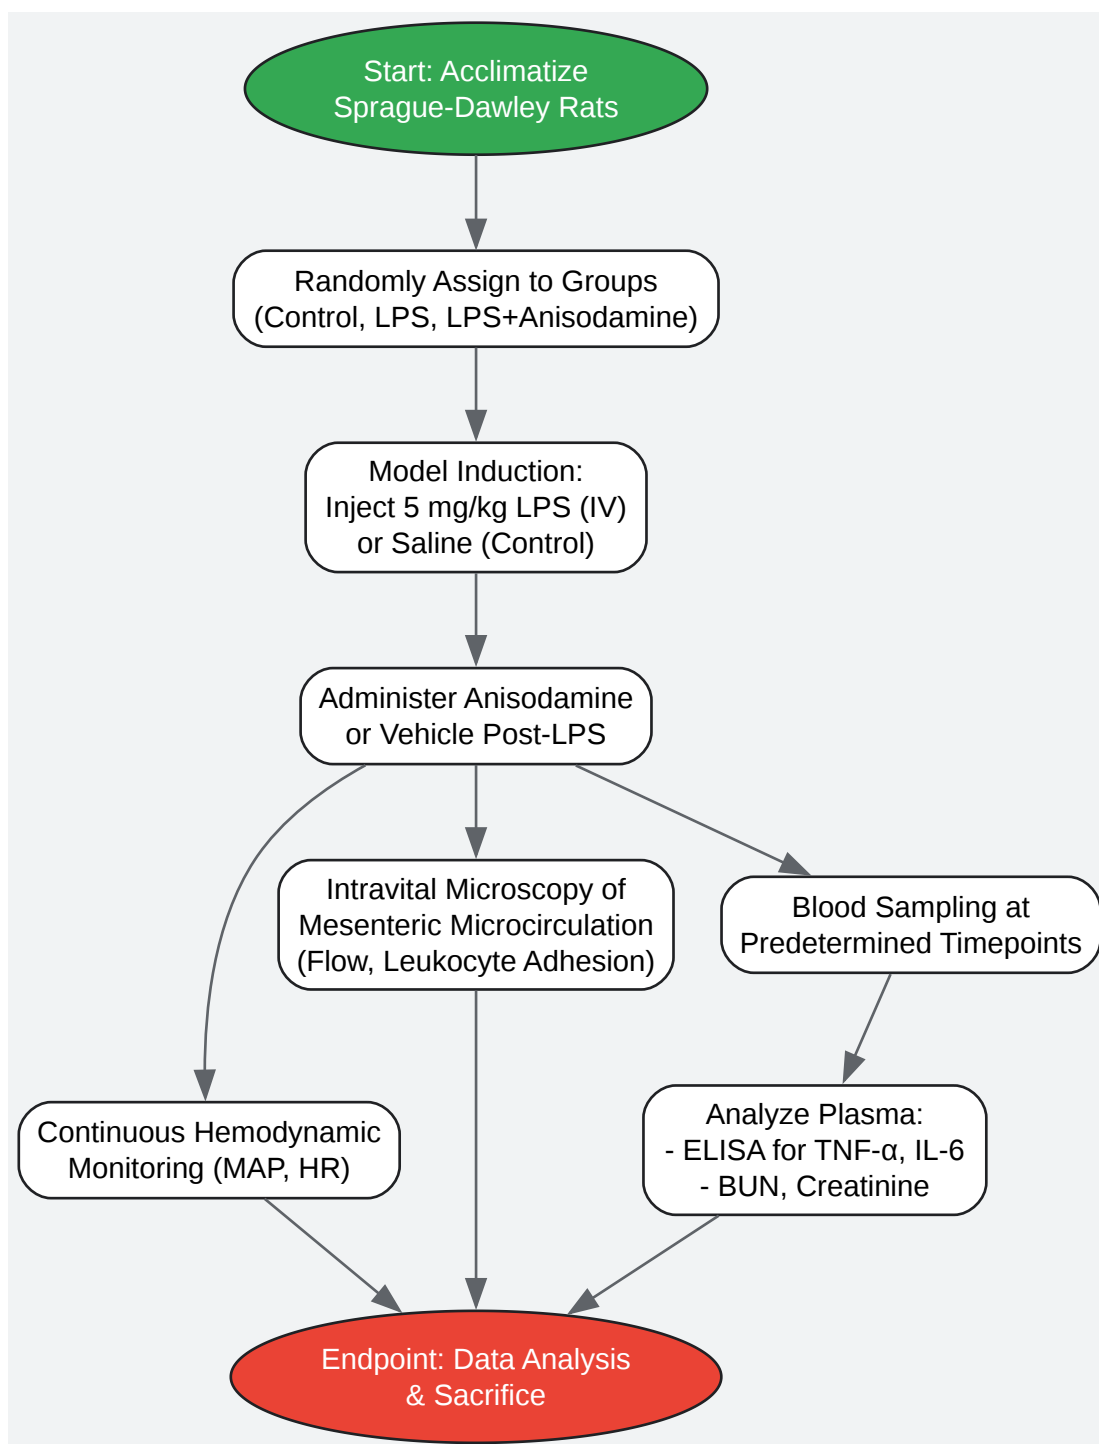 Start: Acclimatize
Sprague-Dawley Rats
Randomly Assign to Groups
(Control, LPS, LPS+Anisodamine)
Model Induction:
Inject 5 mg/kg LPS (IV)
or Saline (Control)
Administer Anisodamine
or Vehicle Post-LPS
Intravital Microscopy of
Mesenteric Microcirculation
(Flow, Leukocyte Adhesion)
Blood Sampling at
Predetermined Timepoints
Continuous Hemodynamic
Monitoring (MAP, HR)
Analyze Plasma:
- ELISA for TNF-α, IL-6
- BUN, Creatinine
Endpoint: Data Analysis
& Sacrifice